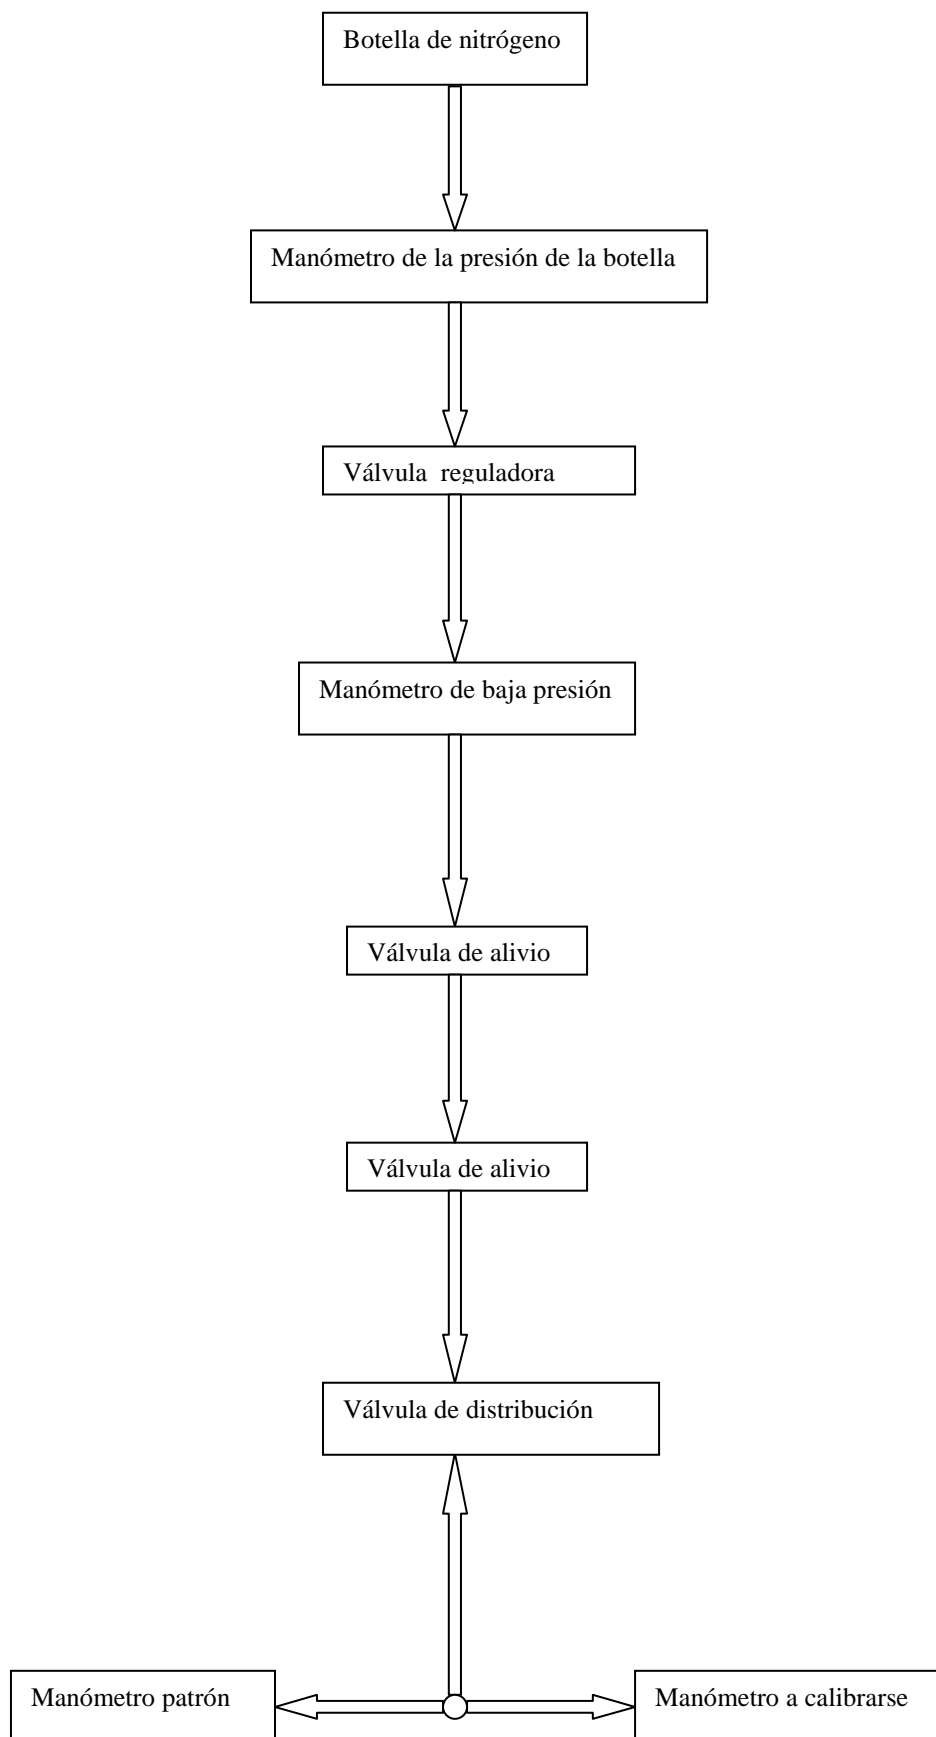 Botella de nitrógeno
Manómetro de la presión de la botella
Válvula reguladora
Manómetro de baja presión
Válvula de alivio
Válvula de alivio
Válvula de distribución
Manómetro patrón
Manómetro a calibrarse